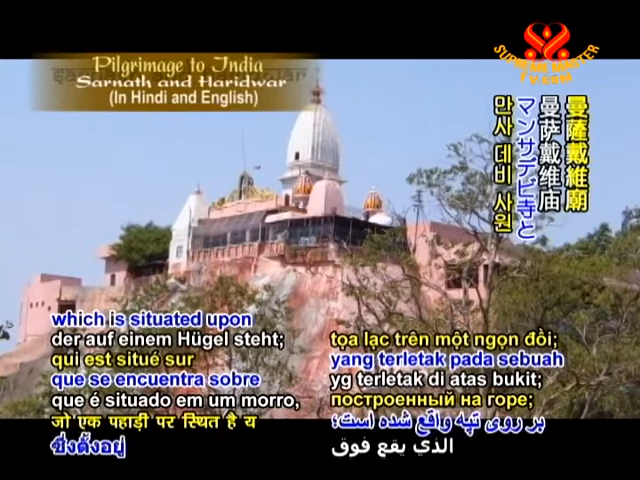 Pilgrimage to India
Sarnath and Haridwar
(In Hindi and English)
SUPREME MASTER
TV.COM
曼薩戴維廟
曼萨戴维庙
マンサデビ寺と
만사 데비 사원
which is situated upon
der auf einem Hügel steht;
qui est situé sur
que se encuentra sobre
que é situado em um morro,
जो एक पहाड़ी पर स्थित है य
ซึ่งตั้งอยู่
tọa lạc trên một ngọn đồi;
yang terletak pada sebuah
yg terletak di atas bukit;
построенный на горе;
بر روی تپه واقع شده است؛
الذي يقع فوق